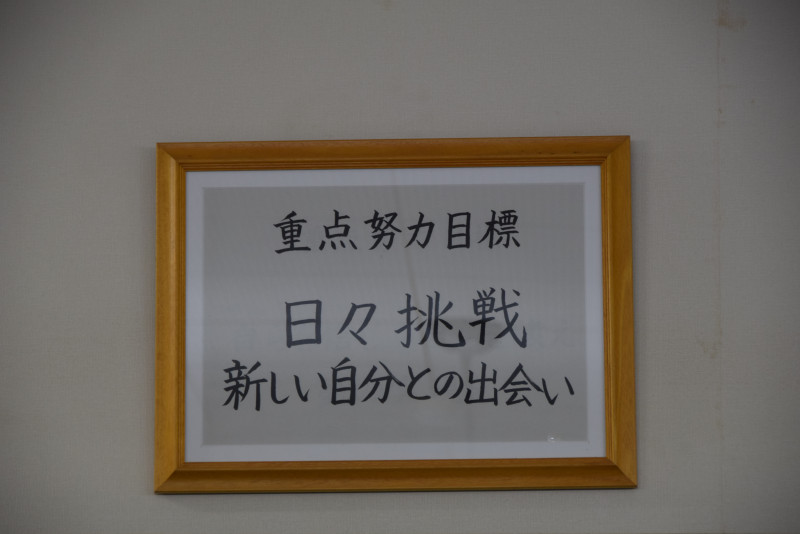 重点努力目標
日々挑戦
新しい自分との出会い